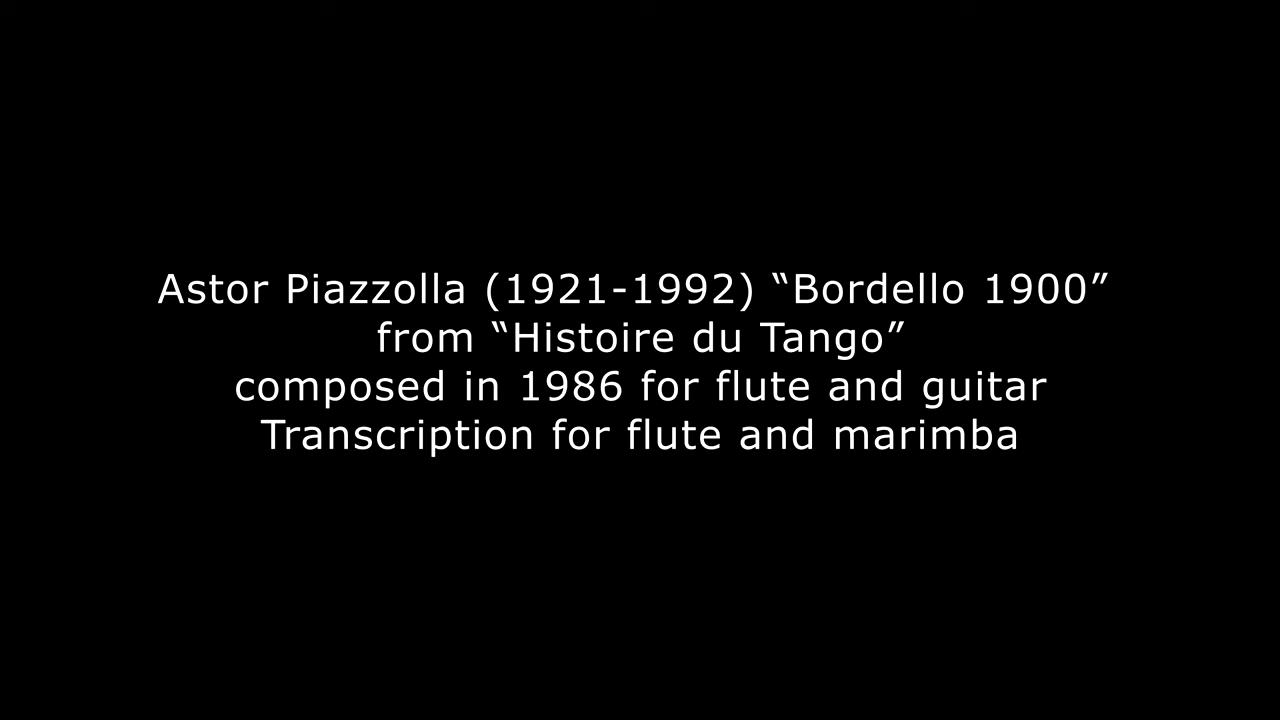 Astor Piazzolla (1921-1992) “Bordello 1900”
from “Histoire du Tango”
composed in 1986 for flute and guitar
Transcription for flute and marimba